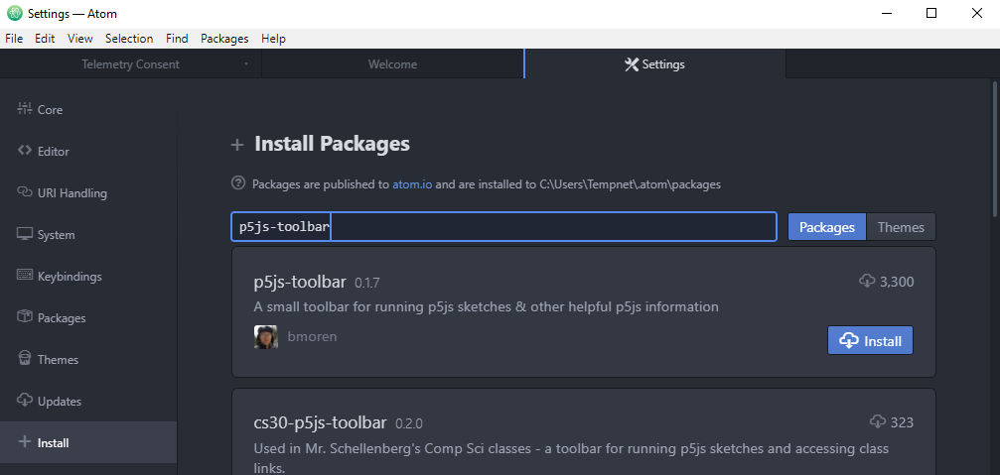 Settings — Atom
File Edit View Selection Find Packages Help
Telemetry Consent Welcome Settings
Core
Editor
URI Handling
System
Keybindings
Packages
Themes
Updates
Install
Install Packages
Packages are published to atom.io and are installed to C:\Users\Tempnet\.atom\packages
p5js-toolbar
Packages Themes
p5js-toolbar 0.1.7 3,300
A small toolbar for running p5js sketches & other helpful p5js information
bmoren
Install
cs30-p5js-toolbar 0.2.0 323
Used in Mr. Schellenberg's Comp Sci classes - a toolbar for running p5js sketches and accessing class
links.